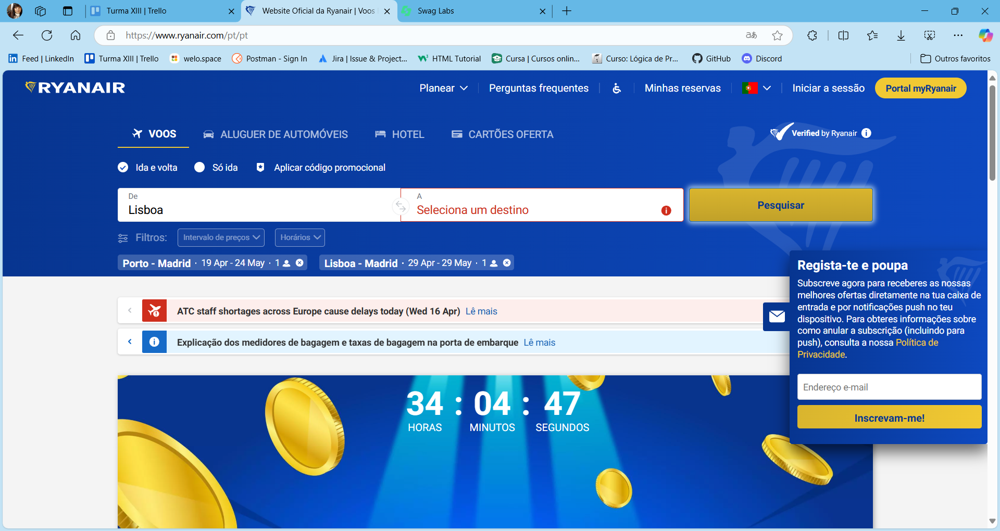 Turma XIII | Trello
Website Oficial da Ryanair | Voos
Swag Labs
https://www.ryanair.com/pt/pt
Feed | LinkedIn
Turma XIII | Trello
welo.space
Postman - Sign In
Jira | Issue & Project...
HTML Tutorial
Cursa | Cursos onlin...
Curso: Lógica de Pr...
GitHub
Discord
Outros favoritos
RYANAIR
Planear
Perguntas frequentes
Minhas reservas
Iniciar a sessão
Portal myRyanair
VOOS
ALUGUER DE AUTOMÓVEIS
HOTEL
CARTÕES OFERTA
Verified by Ryanair
Ida e volta
Só ida
Aplicar código promocional
De
Lisboa
A
Seleciona um destino
Pesquisar
Filtros:
Intervalo de preços
Horários
Porto - Madrid · 19 Apr - 24 May · 1
Lisboa - Madrid · 29 Apr - 29 May · 1
ATC staff shortages across Europe cause delays today (Wed 16 Apr) Lê mais
Explicação dos medidores de bagagem e taxas de bagagem na porta de embarque Lê mais
34 : 04 : 47
HORAS MINUTOS SEGUNDOS
Regista-te e poupa
Subscreve agora para receberes as nossas
melhores ofertas diretamente na tua caixa de
entrada e por notificações push no teu
dispositivo. Para obteres informações sobre
como anular a subscrição (incluindo para
push), consulta a nossa Política de
Privacidade.
Endereço e-mail
Inscrevam-me!